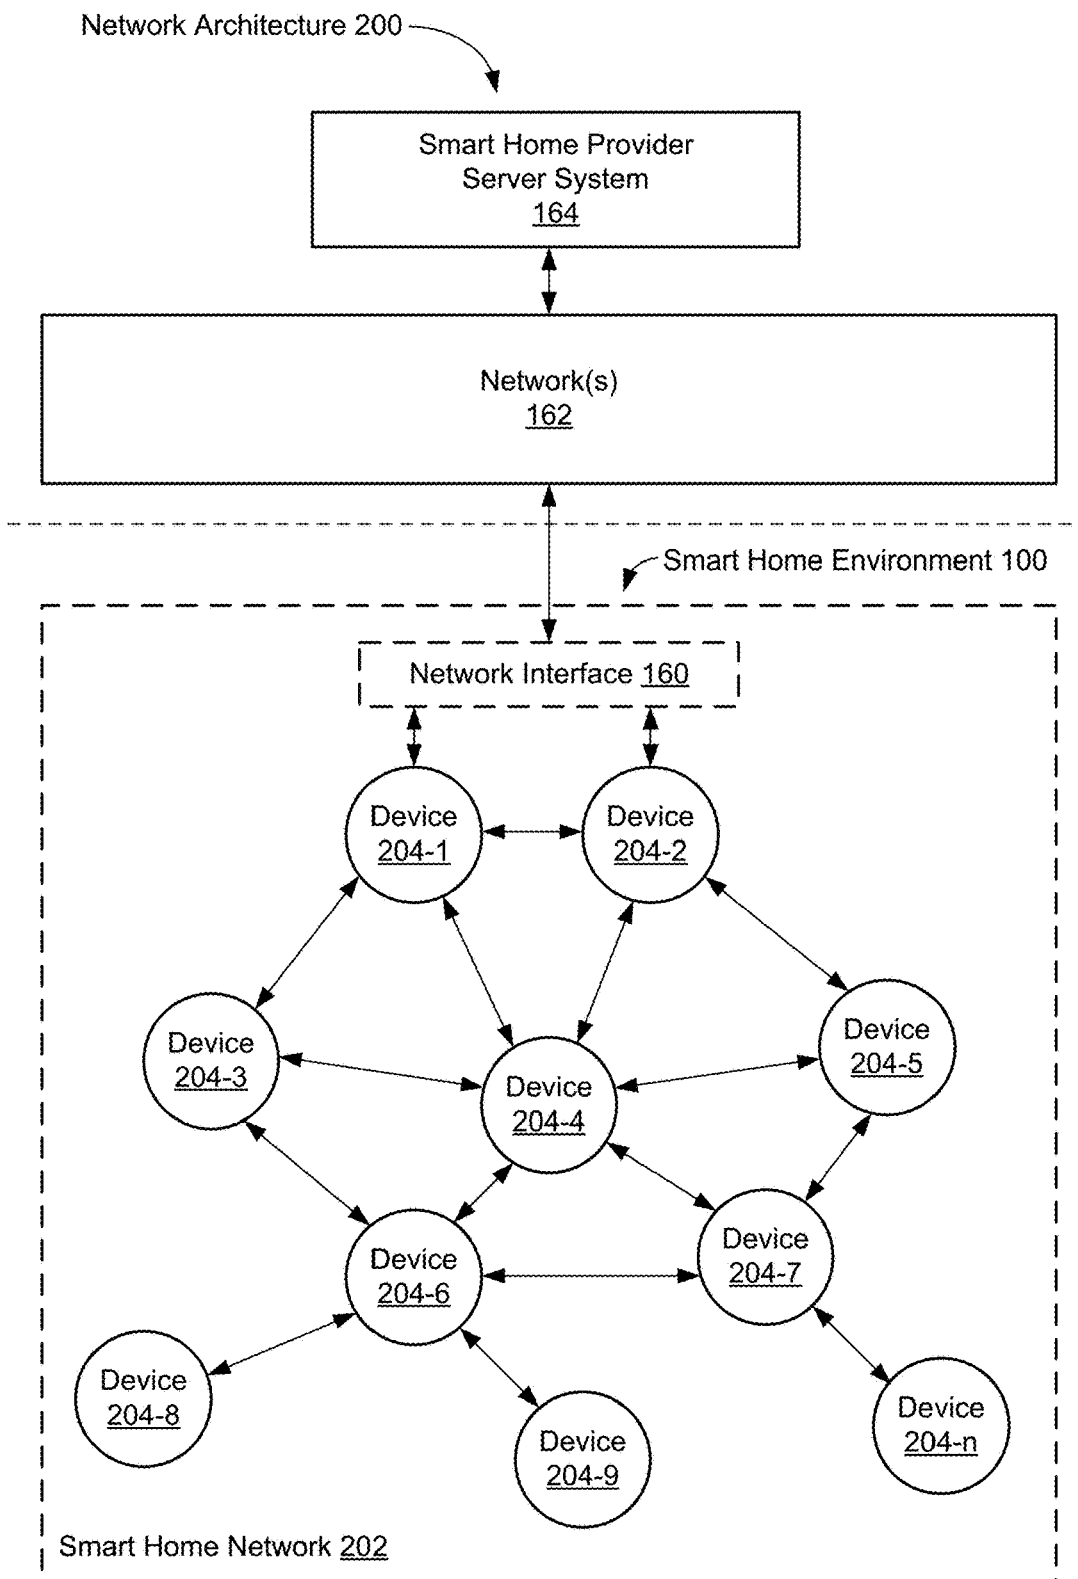 Network Architecture 200
Smart Home Provider
Server System
164
Network(s)
162
Smart Home Environment 100
Network Interface 160
Device
204-1
Device
204-2
Device
204-3
Device
204-4
Device
204-5
Device
204-6
Device
204-7
Device
204-8
Device
204-9
Device
204-n
Smart Home Network 202